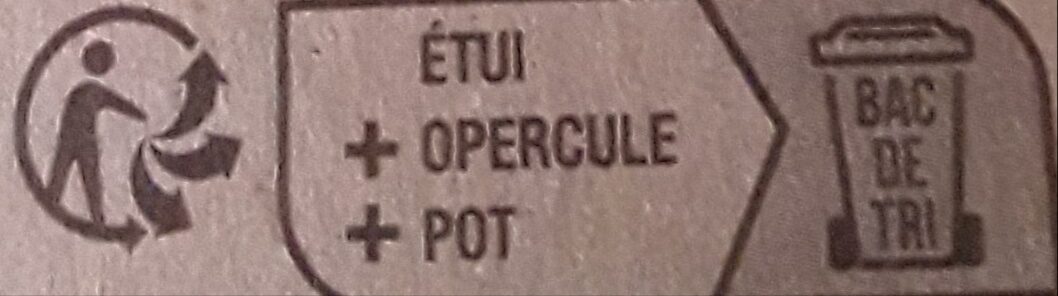 ÉTUI
+ OPERCULE
+ POT
BAC
DE
TRI